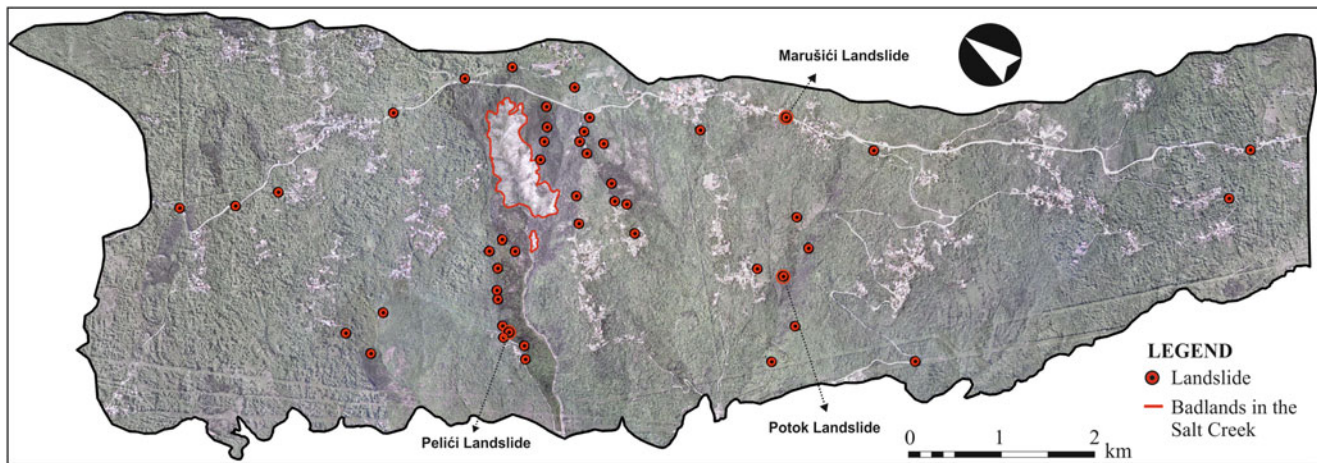 Marušići Landslide
LEGEND
Landslide
Badlands in the
Salt Creek
Pelići Landslide
Potok Landslide
0 1 2
km